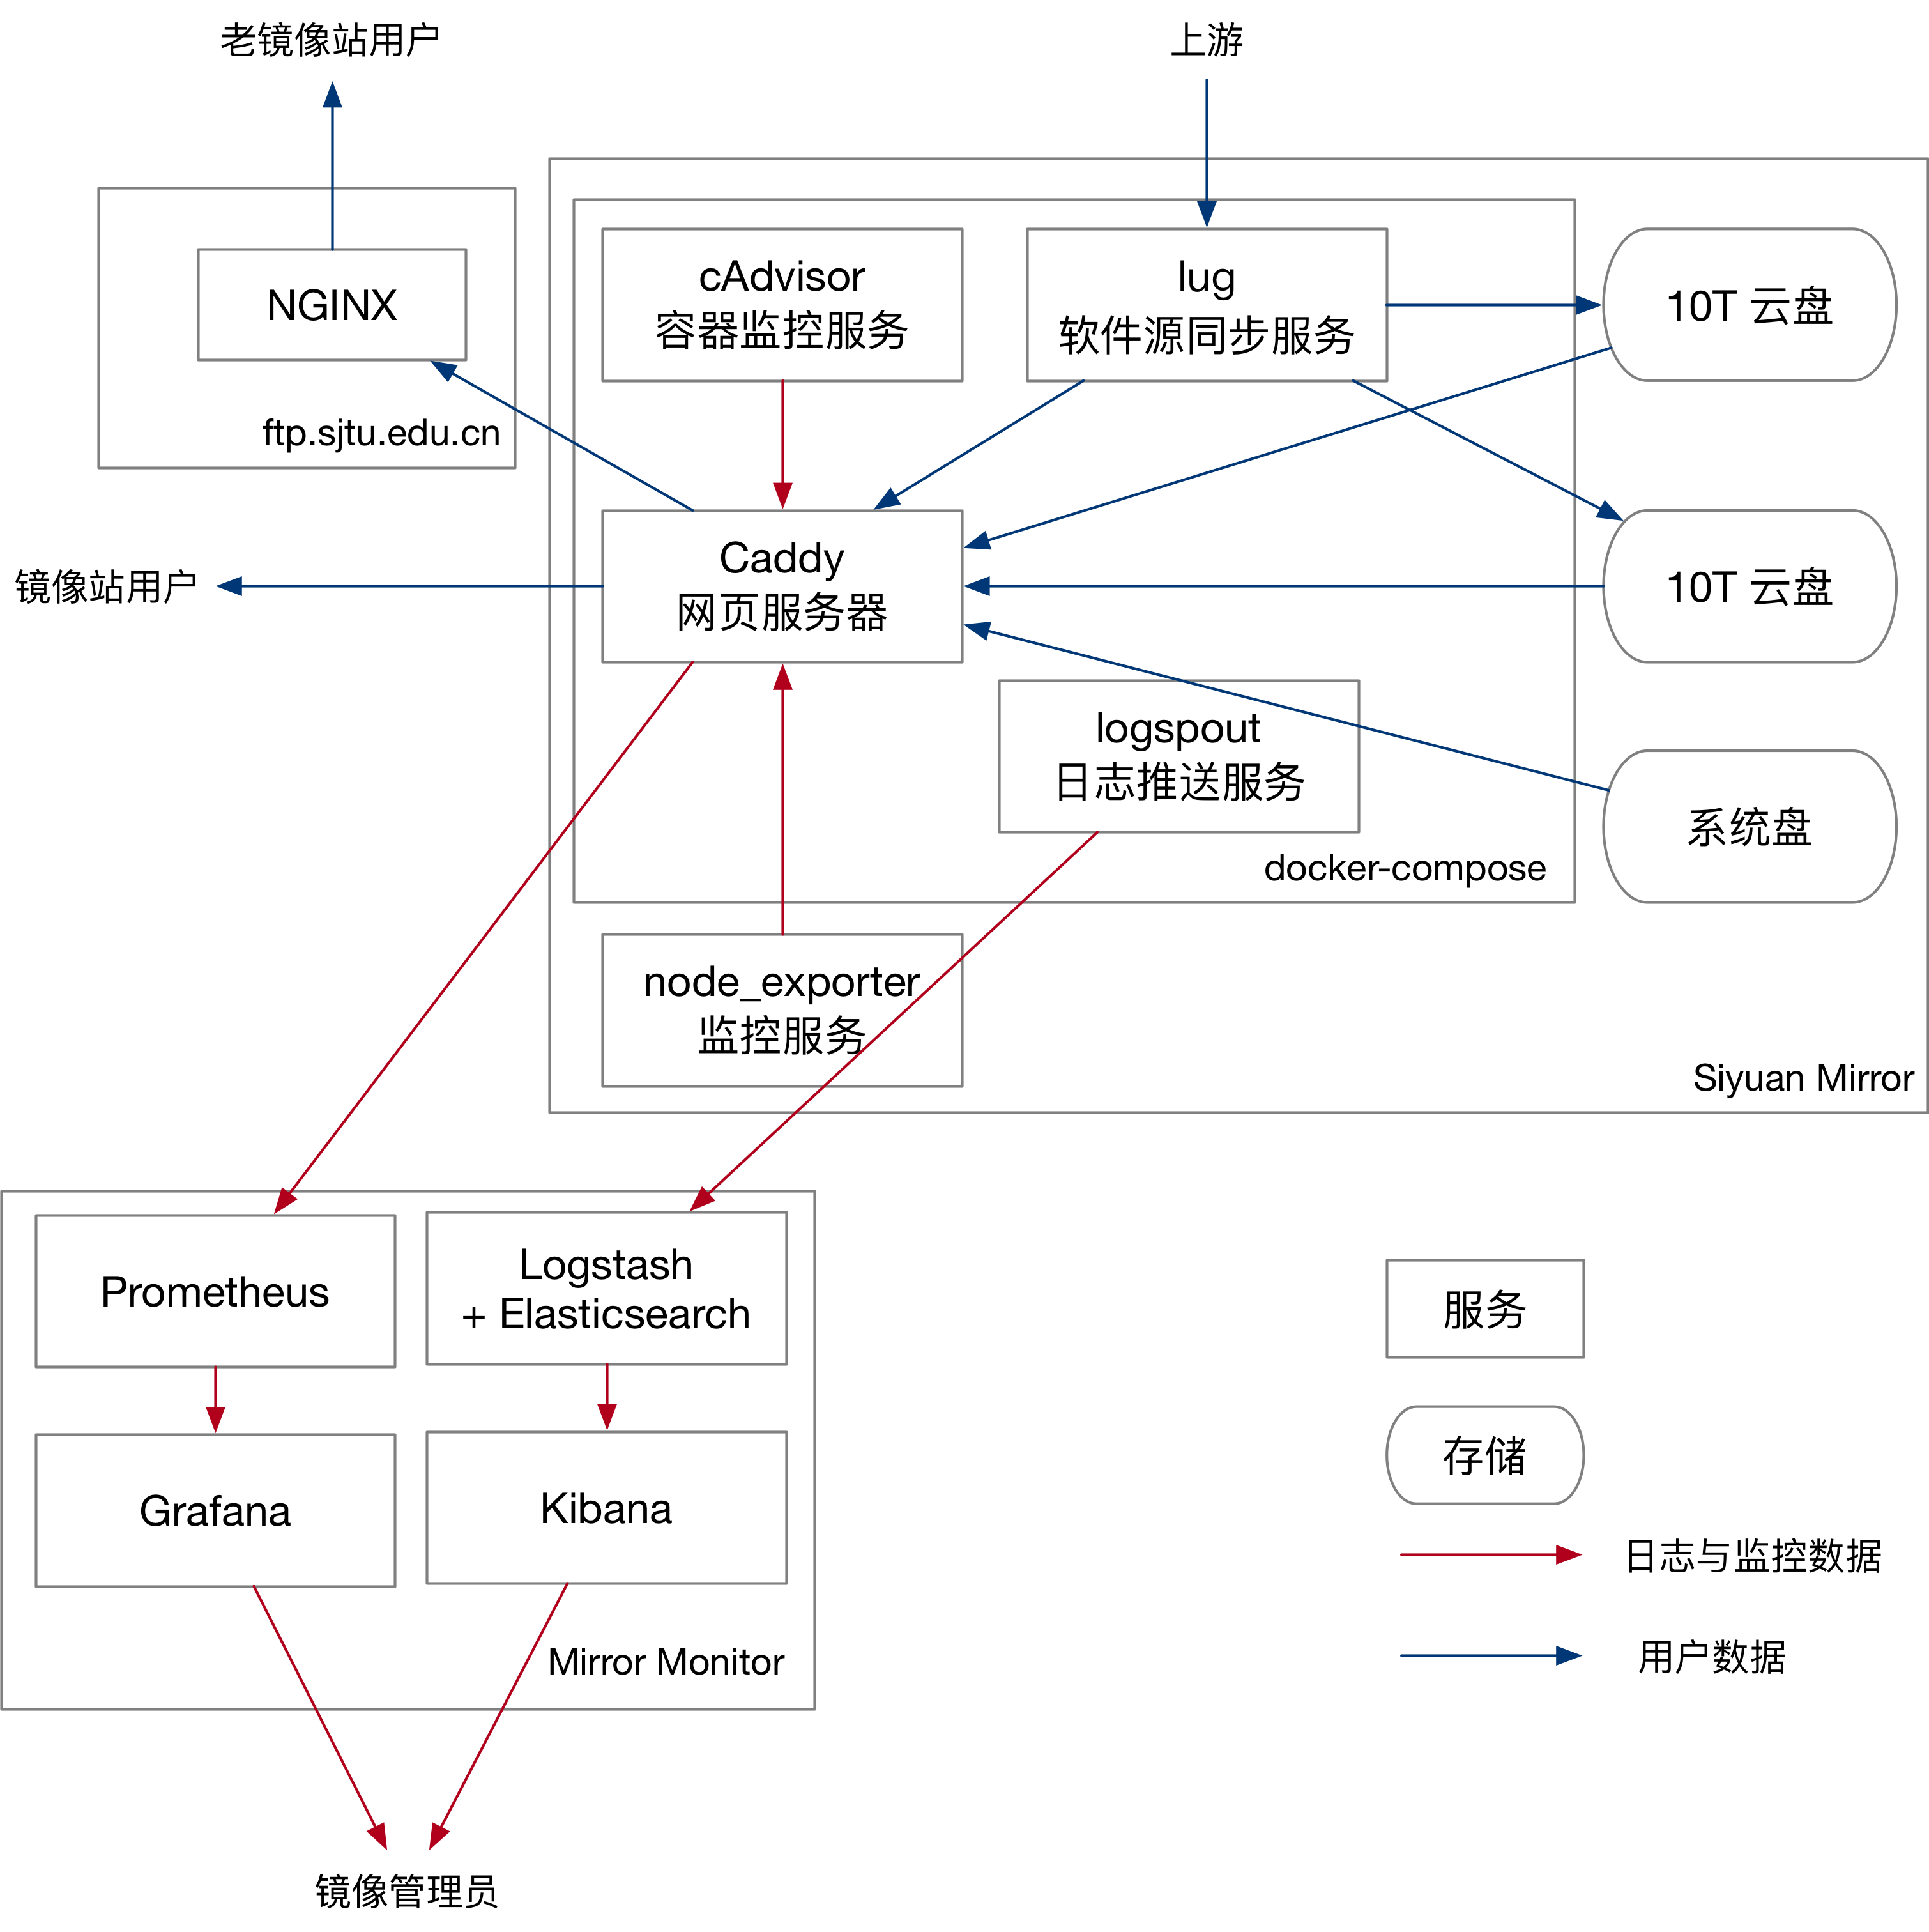 老镜像站用户
上游
NGINX
ftp.sjtu.edu.cn
cAdvisor
容器监控服务
lug
软件源同步服务
10T 云盘
镜像站用户
Caddy
网页服务器
10T 云盘
logspout
日志推送服务
系统盘
docker-compose
node_exporter
监控服务
Siyuan Mirror
Prometheus
Logstash
+ Elasticsearch
Grafana
Kibana
Mirror Monitor
镜像管理员
服务
存储
日志与监控数据
用户数据